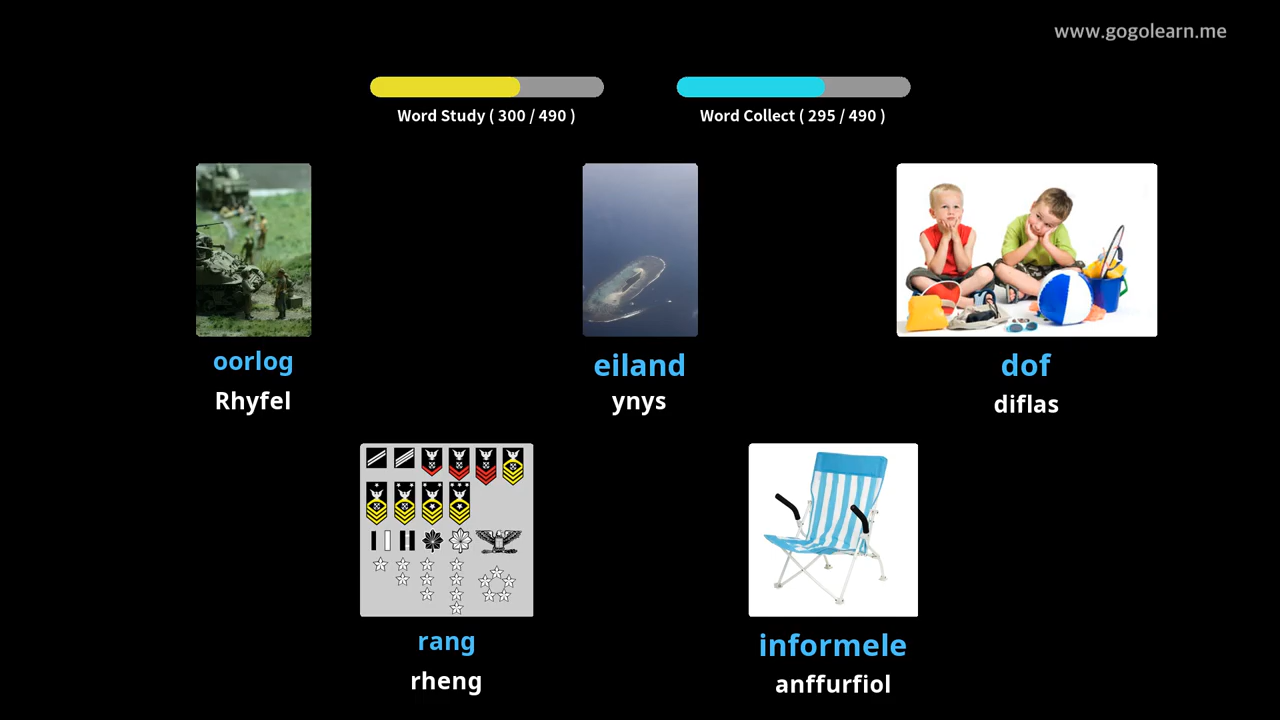 www.gogolearn.me
Word Study ( 300 / 490 )
Word Collect ( 295 / 490 )
oorlog
Rhyfel
eiland
ynys
dof
diflas
rang
rheng
informele
anffurfiol